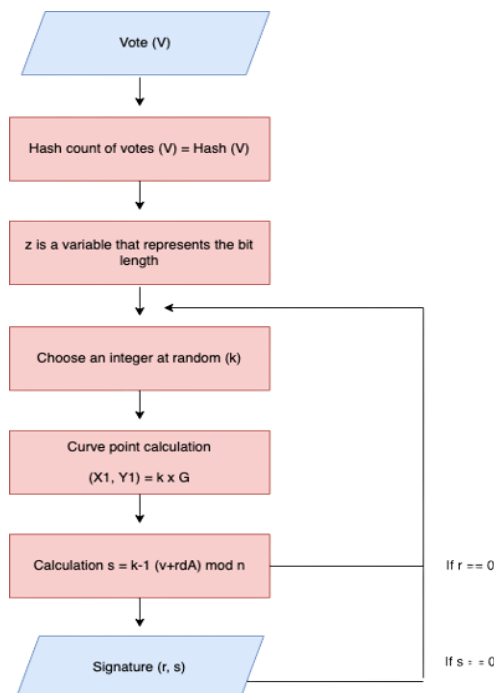 Vote (V)
Hash count of votes (V) = Hash (V)
z is a variable that represents the bit
length
Choose an integer at random (k)
Curve point calculation
(X1, Y1) = k x G
Calculation s = k-1 (v+rdA) mod n
If r == 0
If s = = 0
Signature (r, s)